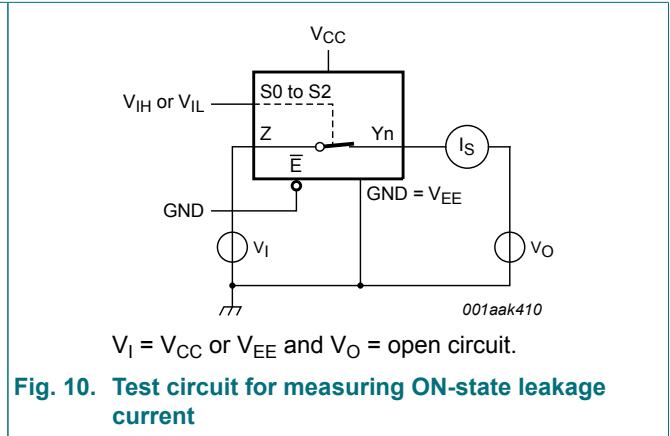 VCC
S0 to S2
VIH or VIL
Z
Yn
IS
E
GND = VEE
GND
VI
VO
001aak410
VI = VCC or VEE and VO = open circuit.
Fig. 10. Test circuit for measuring ON-state leakage
current